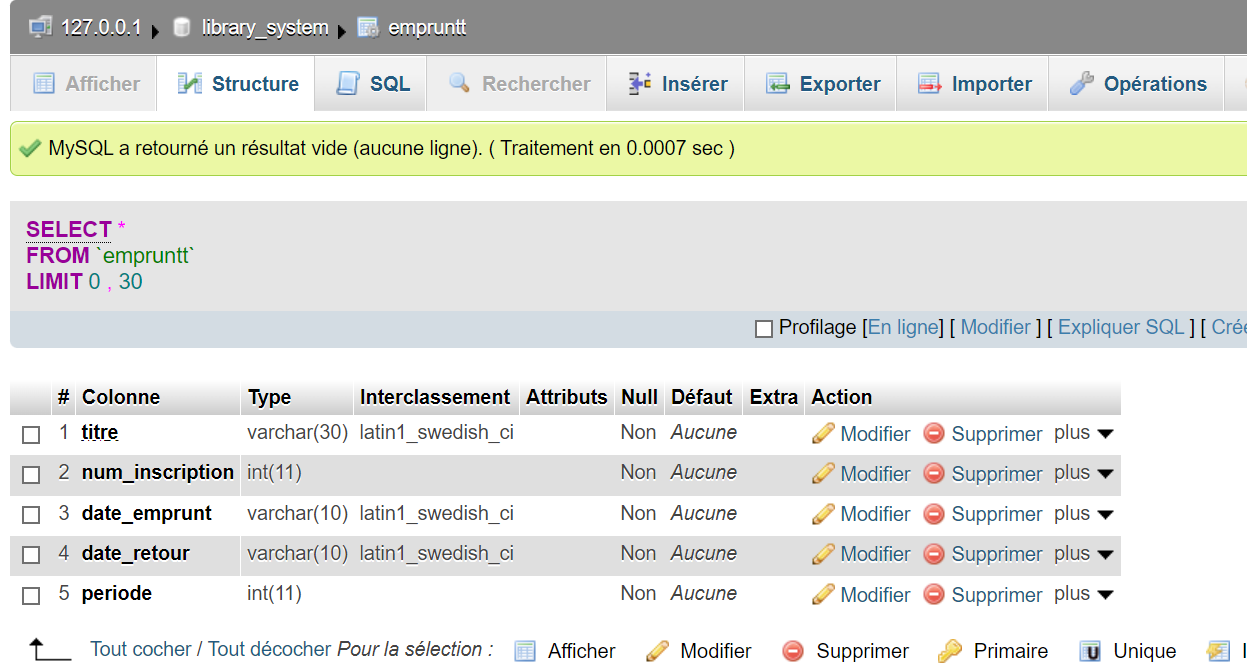 127.0.0.1 library_system empruntt
Afficher Structure SQL Rechercher Insérer Exporter Importer Opérations
MySQL a retourné un résultat vide (aucune ligne). ( Traitement en 0.0007 sec )
SELECT *
FROM `empruntt`
LIMIT 0 , 30
Profilage [En ligne] [ Modifier ] [ Expliquer SQL ] [
# Colonne Type Interclassement Attributs Null Défaut Extra Action
1 titre varchar(30) latin1_swedish_ci Non Aucune Modifier Supprimer plus
2 num_inscription int(11) Non Aucune Modifier Supprimer plus
3 date_emprunt varchar(10) latin1_swedish_ci Non Aucune Modifier Supprimer plus
4 date_retour varchar(10) latin1_swedish_ci Non Aucune Modifier Supprimer plus
5 periode int(11) Non Aucune Modifier Supprimer plus
Tout cocher / Tout décocher Pour la sélection : Afficher Modifier Supprimer Primaire Unique